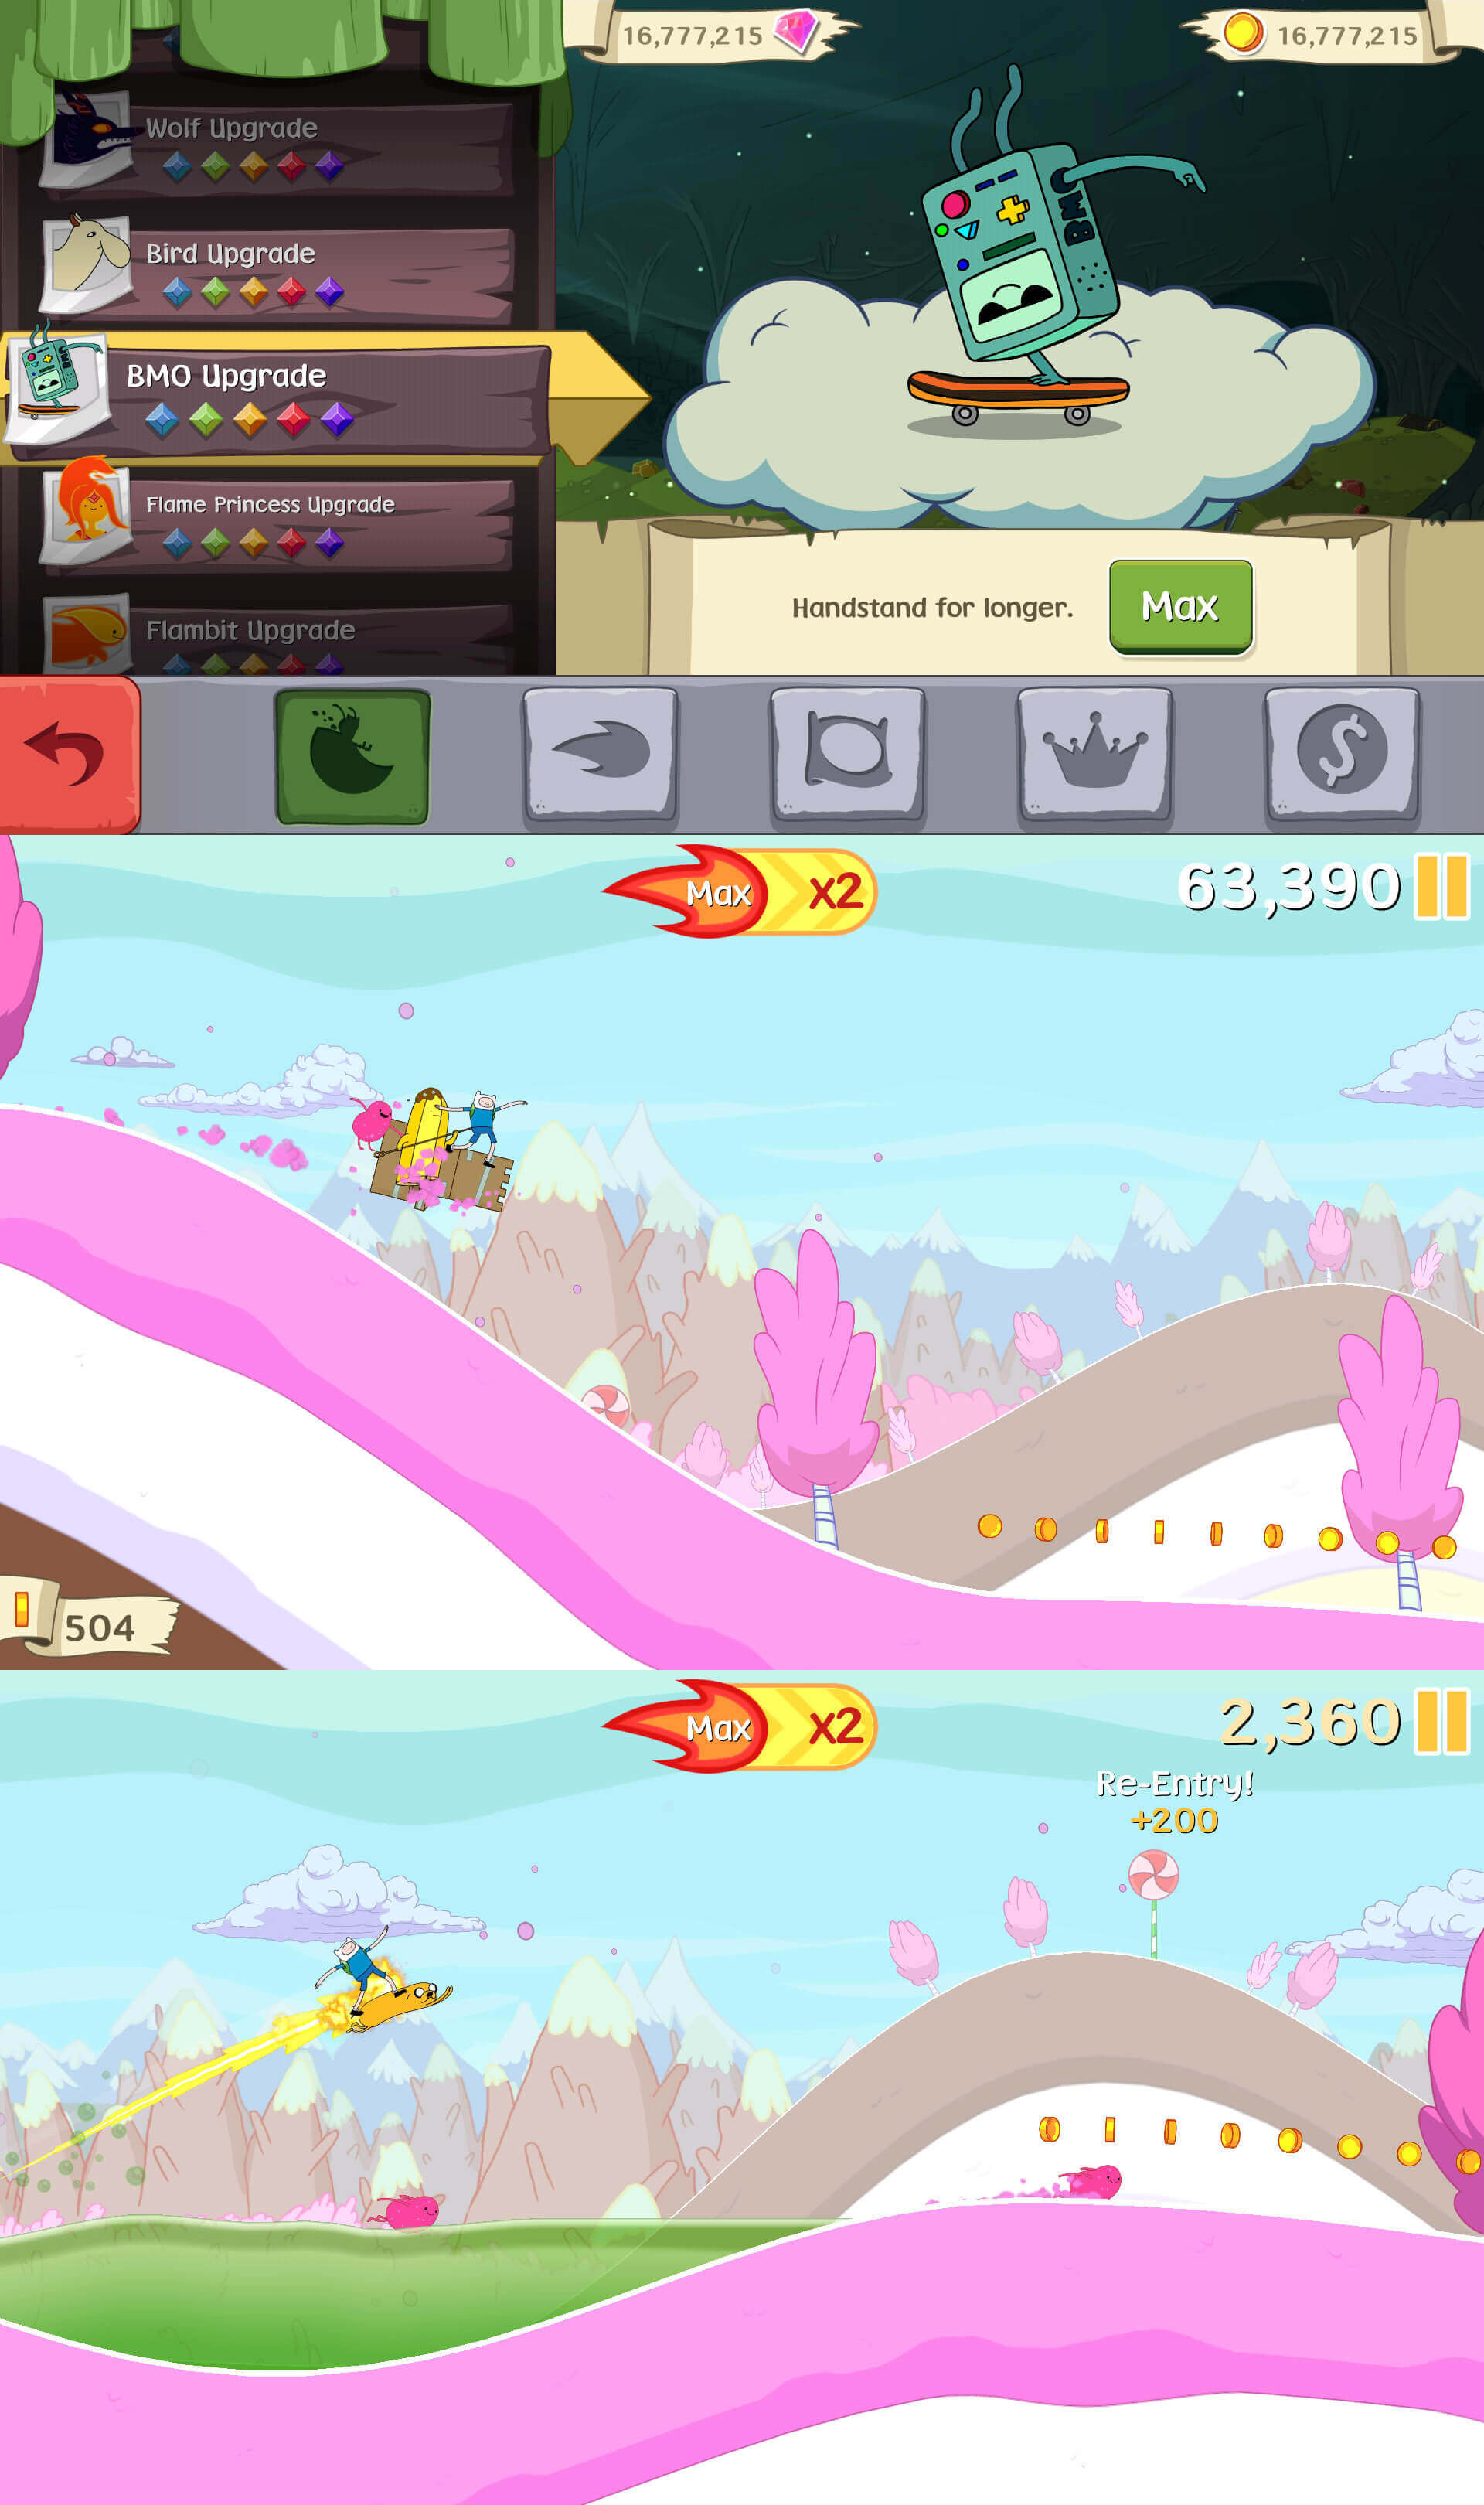 16,777,215
16,777,215
Wolf Upgrade
Bird Upgrade
BMO Upgrade
Flame Princess Upgrade
Flambit Upgrade
BMO
Handstand for longer.
Max
$
Max x2
63,390
504
Max x2
2,360
Re-Entry!
+200